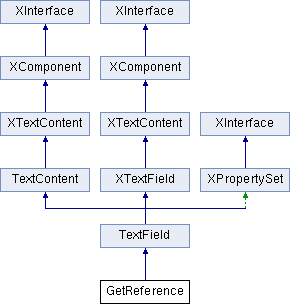 XInterface XInterface
XComponent XComponent
XTextContent XTextContent XInterface
TextContent XTextField XPropertySet
TextField
GetReference